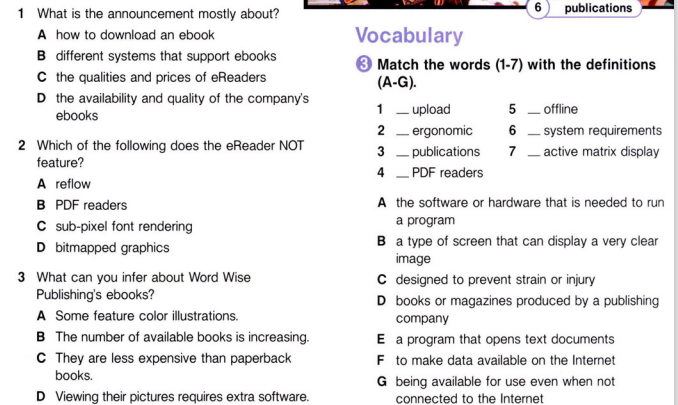 1 What is the announcement mostly about?
A how to download an ebook
B different systems that support ebooks
C the qualities and prices of eReaders
D the availability and quality of the company's
ebooks
2 Which of the following does the eReader NOT
feature?
A reflow
B PDF readers
C sub-pixel font rendering
D bitmapped graphics
3 What can you infer about Word Wise
Publishing's ebooks?
A Some feature color illustrations.
B The number of available books is increasing.
C They are less expensive than paperback
books.
D Viewing their pictures requires extra software.
6 publications
Vocabulary
3 Match the words (1-7) with the definitions
(A-G).
1 _ upload
2 _ ergonomic
3 _ publications
4 _ PDF readers
5 _ offline
6 _ system requirements
7 _ active matrix display
A the software or hardware that is needed to run
a program
B a type of screen that can display a very clear
image
C designed to prevent strain or injury
D books or magazines produced by a publishing
company
E a program that opens text documents
F to make data available on the Internet
G being available for use even when not
connected to the Internet